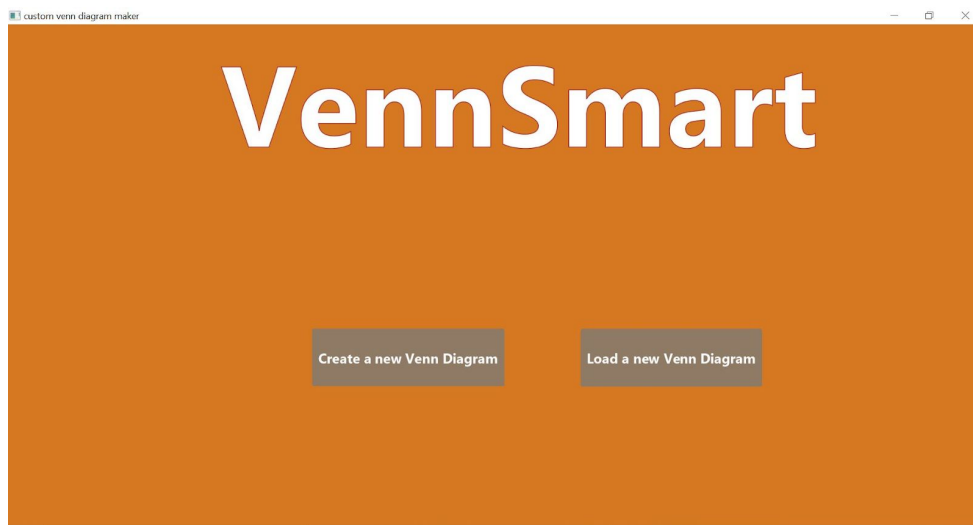 custom venn diagram maker
VennSmart
Create a new Venn Diagram
Load a new Venn Diagram